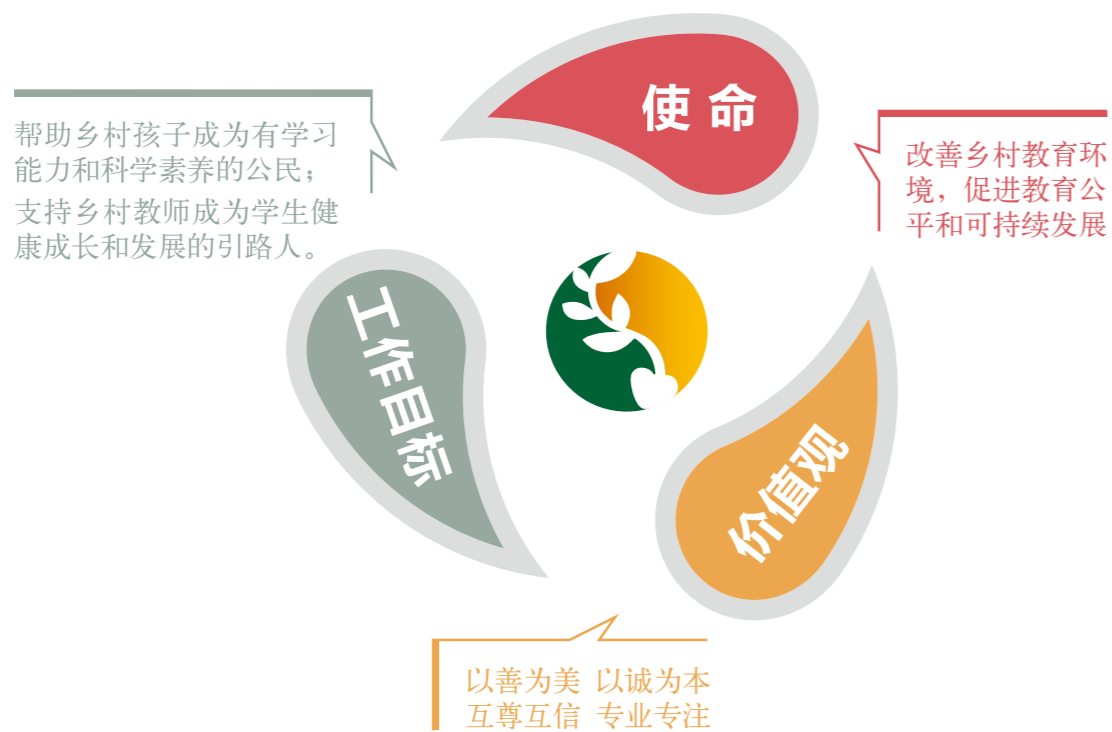 使命
改善乡村教育环
境，促进教育公
平和可持续发展
帮助乡村孩子成为有学习
能力和科学素养的公民；
支持乡村教师成为学生健
康成长和发展的引路人。
工作目标
价值观
以善为美 以诚为本
互尊互信 专业专注